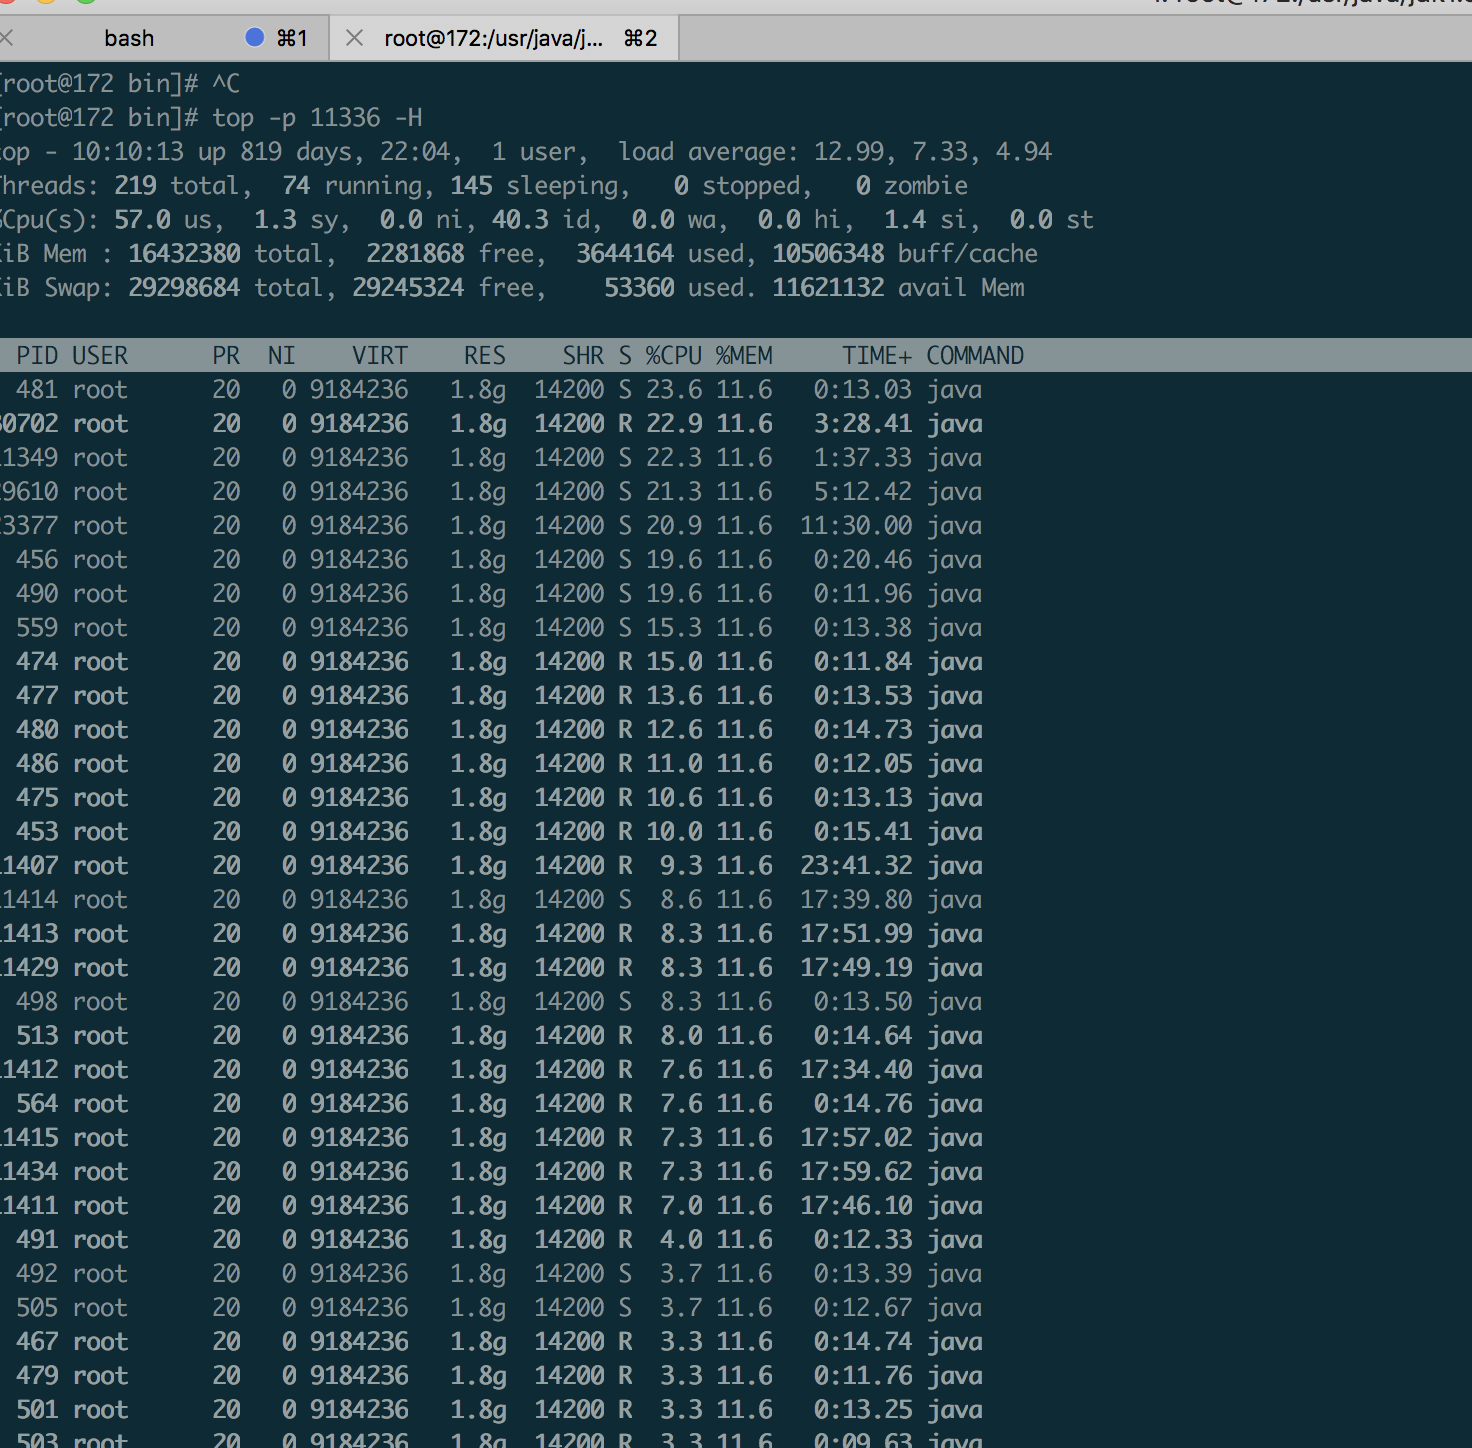 bash ⌘1 root@172:/usr/java/j... ⌘2
[root@172 bin]# ^C
[root@172 bin]# top -p 11336 -H
op - 10:10:13 up 819 days, 22:04,  1 user,  load average: 12.99, 7.33, 4.94
hreads: 219 total,  74 running, 145 sleeping,   0 stopped,   0 zombie
Cpu(s): 57.0 us,  1.3 sy,  0.0 ni, 40.3 id,  0.0 wa,  0.0 hi,  1.4 si,  0.0 st
iB Mem : 16432380 total,  2281868 free,  3644164 used, 10506348 buff/cache
iB Swap: 29298684 total, 29245324 free,    53360 used. 11621132 avail Mem
PID USER PR NI VIRT RES SHR S %CPU %MEM TIME+ COMMAND
481 root 20 0 9184236 1.8g 14200 S 23.6 11.6 0:13.03 java
0702 root 20 0 9184236 1.8g 14200 R 22.9 11.6 3:28.41 java
1349 root 20 0 9184236 1.8g 14200 S 22.3 11.6 1:37.33 java
9610 root 20 0 9184236 1.8g 14200 S 21.3 11.6 5:12.42 java
3377 root 20 0 9184236 1.8g 14200 S 20.9 11.6 11:30.00 java
456 root 20 0 9184236 1.8g 14200 S 19.6 11.6 0:20.46 java
490 root 20 0 9184236 1.8g 14200 S 19.6 11.6 0:11.96 java
559 root 20 0 9184236 1.8g 14200 S 15.3 11.6 0:13.38 java
474 root 20 0 9184236 1.8g 14200 R 15.0 11.6 0:11.84 java
477 root 20 0 9184236 1.8g 14200 R 13.6 11.6 0:13.53 java
480 root 20 0 9184236 1.8g 14200 R 12.6 11.6 0:14.73 java
486 root 20 0 9184236 1.8g 14200 R 11.0 11.6 0:12.05 java
475 root 20 0 9184236 1.8g 14200 R 10.6 11.6 0:13.13 java
453 root 20 0 9184236 1.8g 14200 R 10.0 11.6 0:15.41 java
1407 root 20 0 9184236 1.8g 14200 R 9.3 11.6 23:41.32 java
1414 root 20 0 9184236 1.8g 14200 S 8.6 11.6 17:39.80 java
1413 root 20 0 9184236 1.8g 14200 R 8.3 11.6 17:51.99 java
1429 root 20 0 9184236 1.8g 14200 R 8.3 11.6 17:49.19 java
498 root 20 0 9184236 1.8g 14200 S 8.3 11.6 0:13.50 java
513 root 20 0 9184236 1.8g 14200 R 8.0 11.6 0:14.64 java
1412 root 20 0 9184236 1.8g 14200 R 7.6 11.6 17:34.40 java
564 root 20 0 9184236 1.8g 14200 R 7.6 11.6 0:14.76 java
1415 root 20 0 9184236 1.8g 14200 R 7.3 11.6 17:57.02 java
1434 root 20 0 9184236 1.8g 14200 R 7.3 11.6 17:59.62 java
1411 root 20 0 9184236 1.8g 14200 R 7.0 11.6 17:46.10 java
491 root 20 0 9184236 1.8g 14200 R 4.0 11.6 0:12.33 java
492 root 20 0 9184236 1.8g 14200 S 3.7 11.6 0:13.39 java
505 root 20 0 9184236 1.8g 14200 S 3.7 11.6 0:12.67 java
467 root 20 0 9184236 1.8g 14200 R 3.3 11.6 0:14.74 java
479 root 20 0 9184236 1.8g 14200 R 3.3 11.6 0:11.76 java
501 root 20 0 9184236 1.8g 14200 R 3.3 11.6 0:13.25 java
503 root 20 0 9184236 1.8g 14200 R 3.3 11.6 0:09.63 java